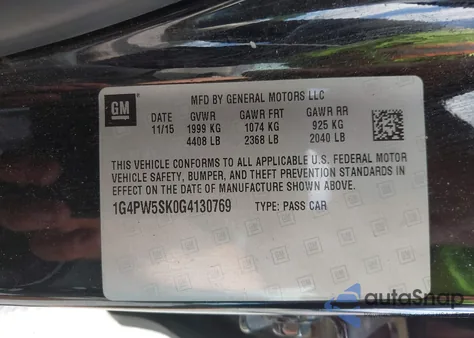 GM
MFD BY GENERAL MOTORS LLC
DATE GVWR GAWR FRT GAWR RR
11/15 1999 KG 1074 KG 925 KG
4408 LB 2368 LB 2040 LB
THIS VEHICLE CONFORMS TO ALL APPLICABLE U.S. FEDERAL MOTOR
VEHICLE SAFETY, BUMPER, AND THEFT PREVENTION STANDARDS IN
EFFECT ON THE DATE OF MANUFACTURE SHOWN ABOVE.
1G4PW5SK0G4130769 TYPE: PASS CAR
autoSnap